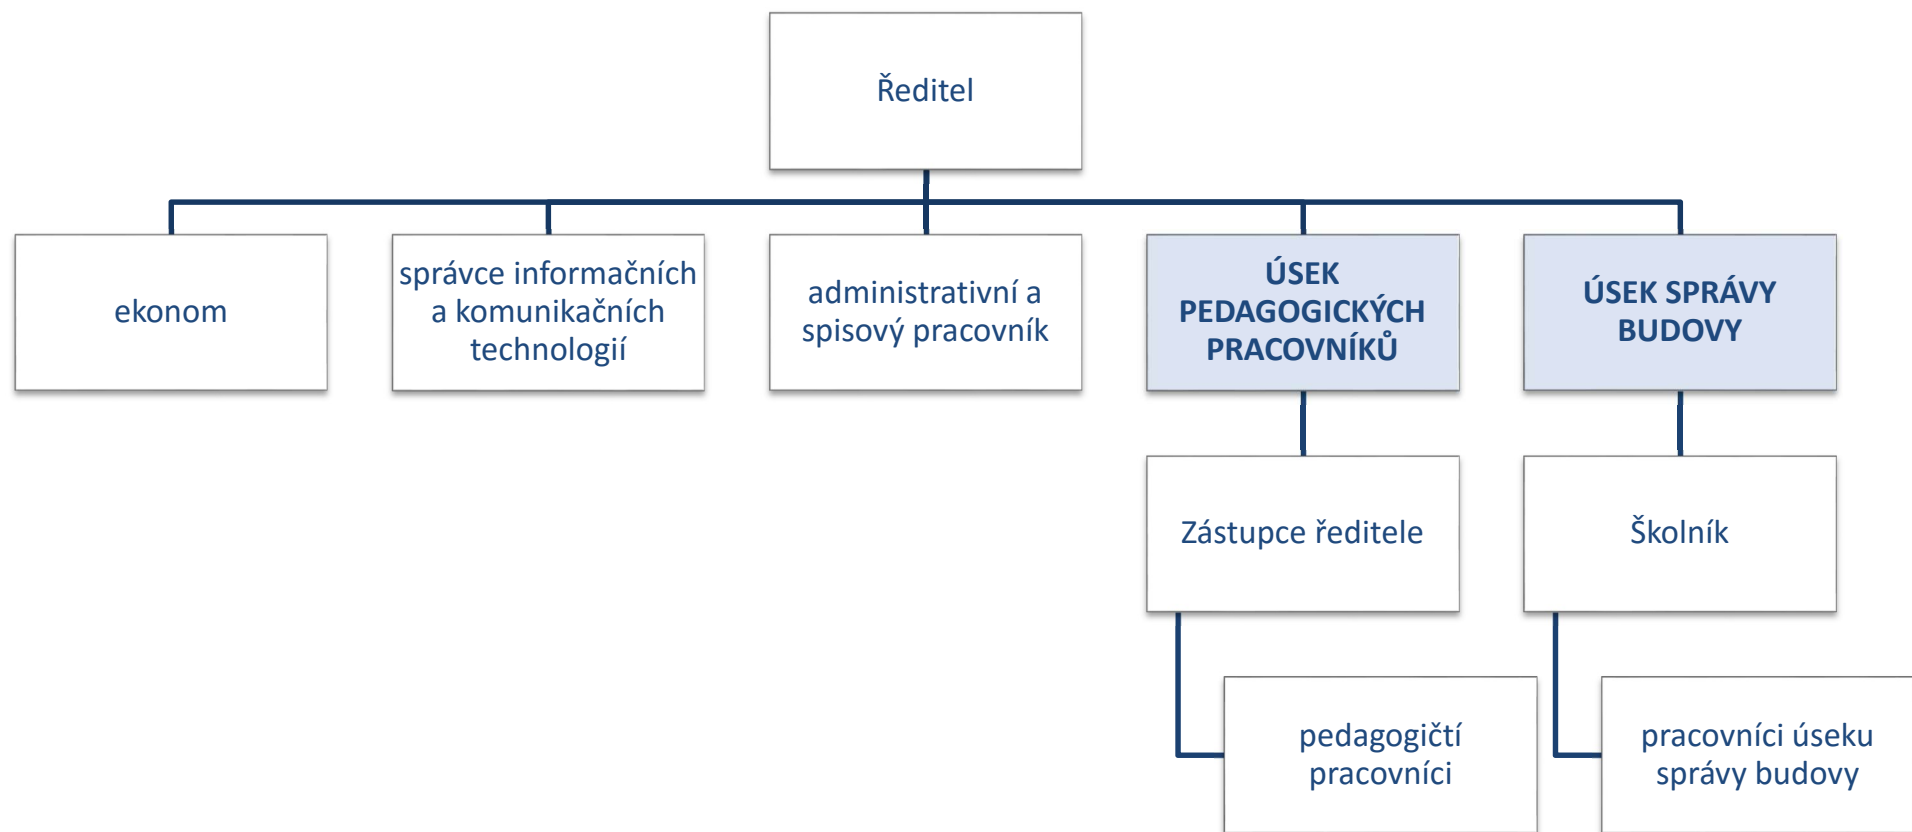 Ředitel
ekonom
správce informačních
a komunikačních
technologií
administrativní a
spisový pracovník
ÚSEK
PEDAGOGICKÝCH
PRACOVNÍKŮ
ÚSEK SPRÁVY
BUDOVY
Zástupce ředitele
Školník
pedagogičtí
pracovníci
pracovníci úseku
správy budovy